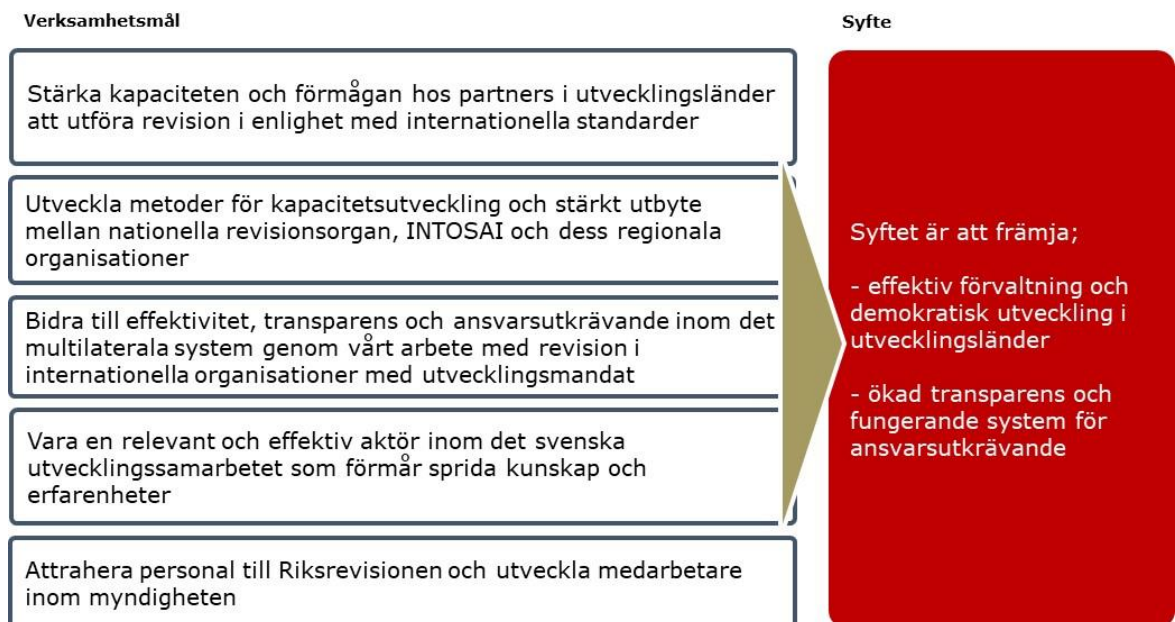 Verksamhetsmål
Syfte
Stärka kapaciteten och förmågan hos partners i utvecklingsländer
att utföra revision i enlighet med internationella standarder
Utveckla metoder för kapacitetsutveckling och stärkt utbyte
mellan nationella revisionsorgan, INTOSAI och dess regionala
organisationer
Bidra till effektivitet, transparens och ansvarsutkrävande inom det
multilaterala system genom vårt arbete med revision i
internationella organisationer med utvecklingsmandat
Vara en relevant och effektiv aktör inom det svenska
utvecklingssamarbetet som förmår sprida kunskap och
erfarenheter
Attrahera personal till Riksrevisionen och utveckla medarbetare
inom myndigheten
Syftet är att främja;
- effektiv förvaltning och
demokratisk utveckling i
utvecklingsländer
- ökad transparens och
fungerande system för
ansvarsutkrävande